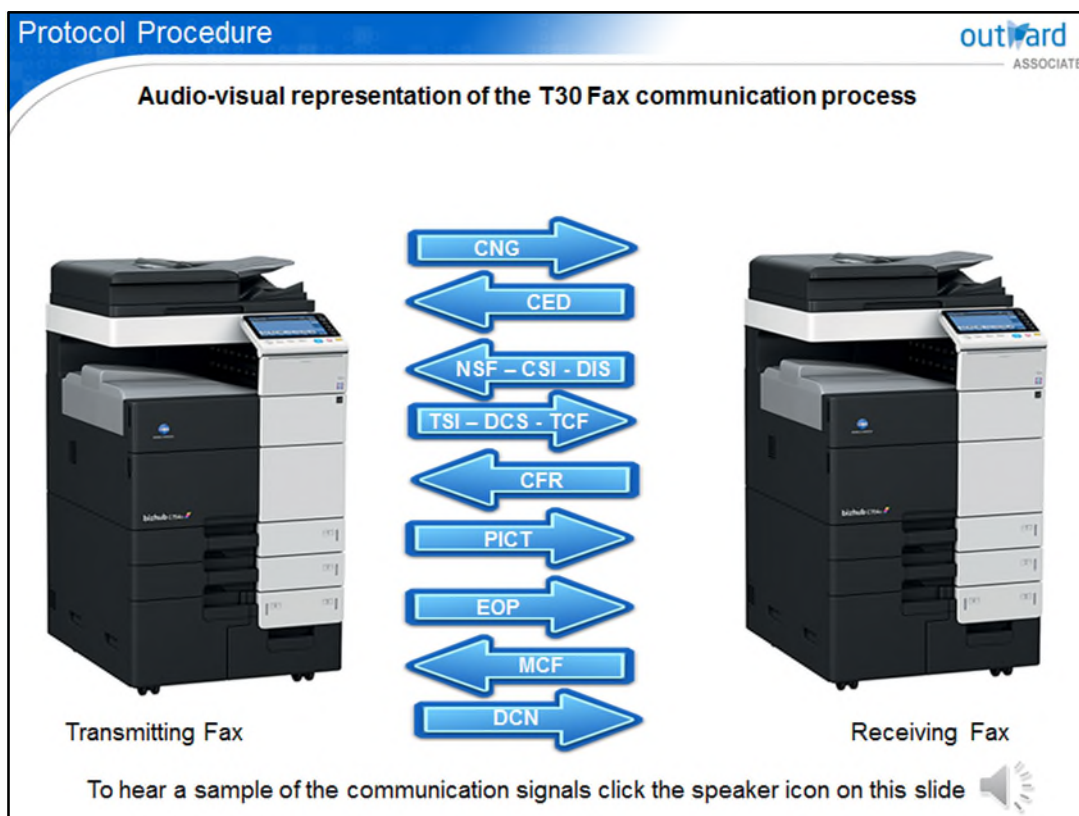 Protocol Procedure
outward
ASSOCIATE
Audio-visual representation of the T30 Fax communication process
CNG
CED
NSF – CSI - DIS
TSI – DCS - TCF
CFR
PICT
bizhub C754e
EOP
MCF
DCN
Transmitting Fax
Receiving Fax
To hear a sample of the communication signals click the speaker icon on this slide